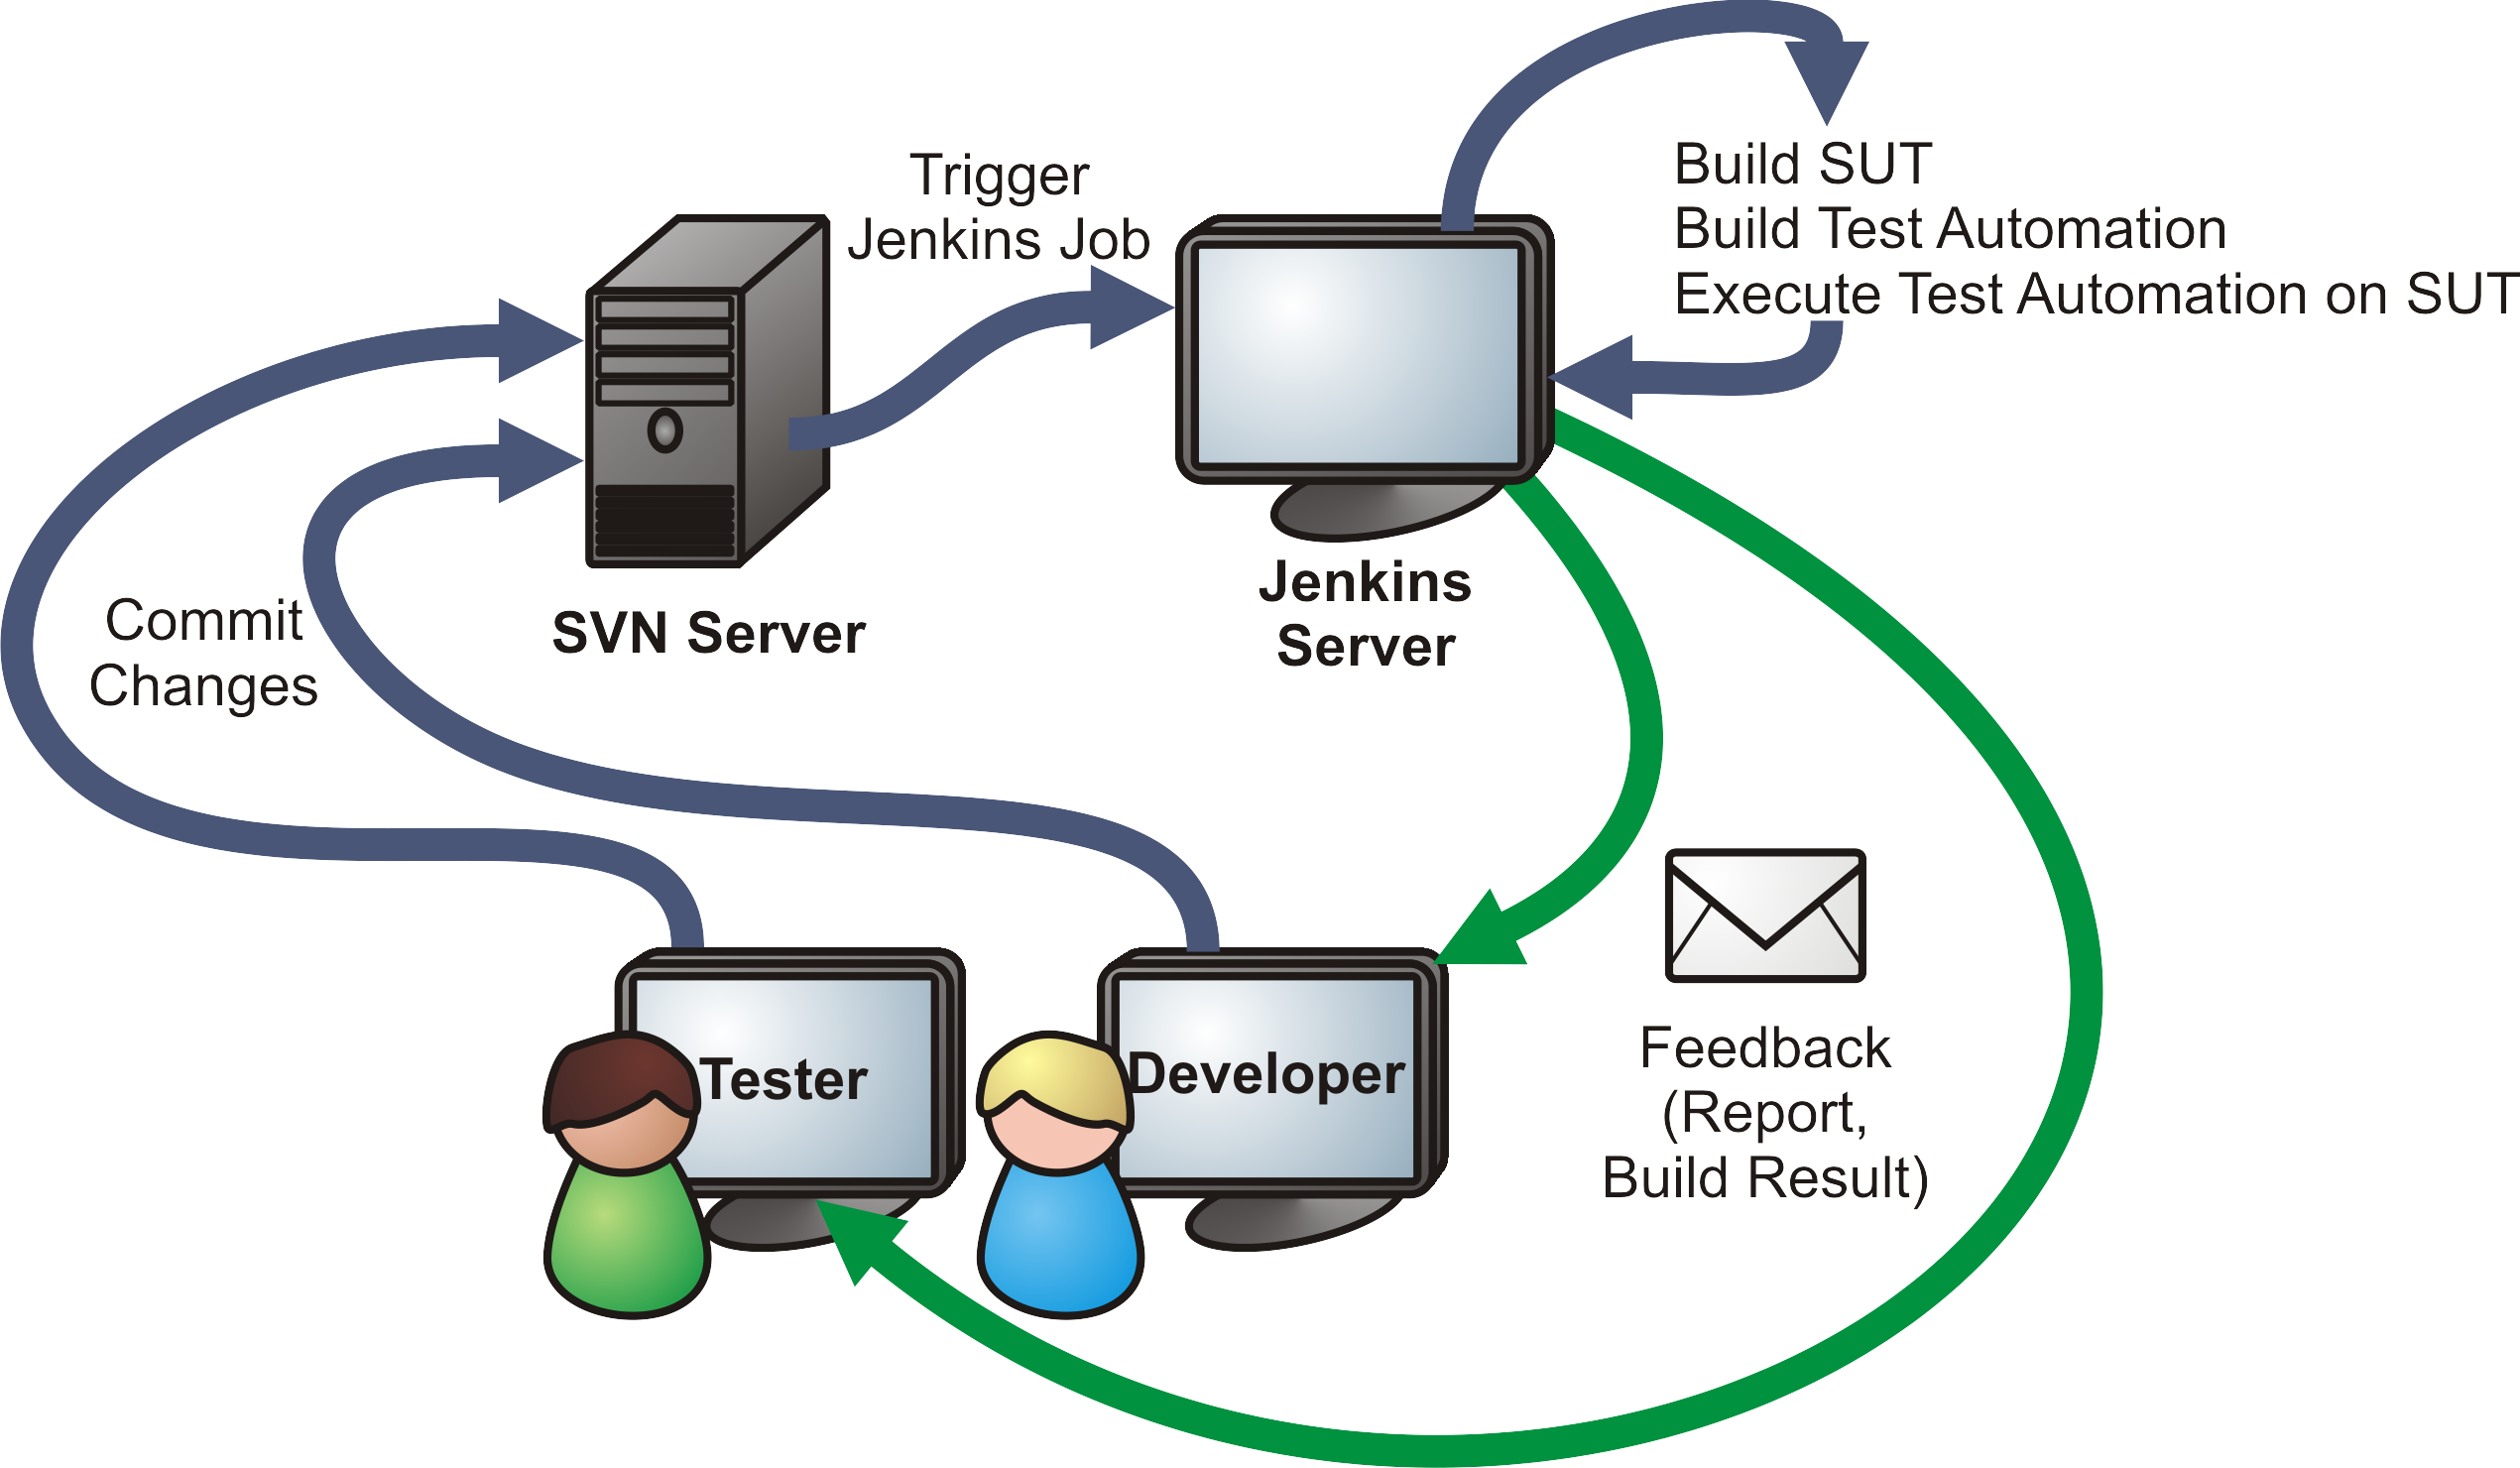 Trigger
Jenkins Job
Build SUT
Build Test Automation
Execute Test Automation on SUT
Commit
Changes
SVN Server
Jenkins
Server
Tester
Developer
Feedback
(Report,
Build Result)